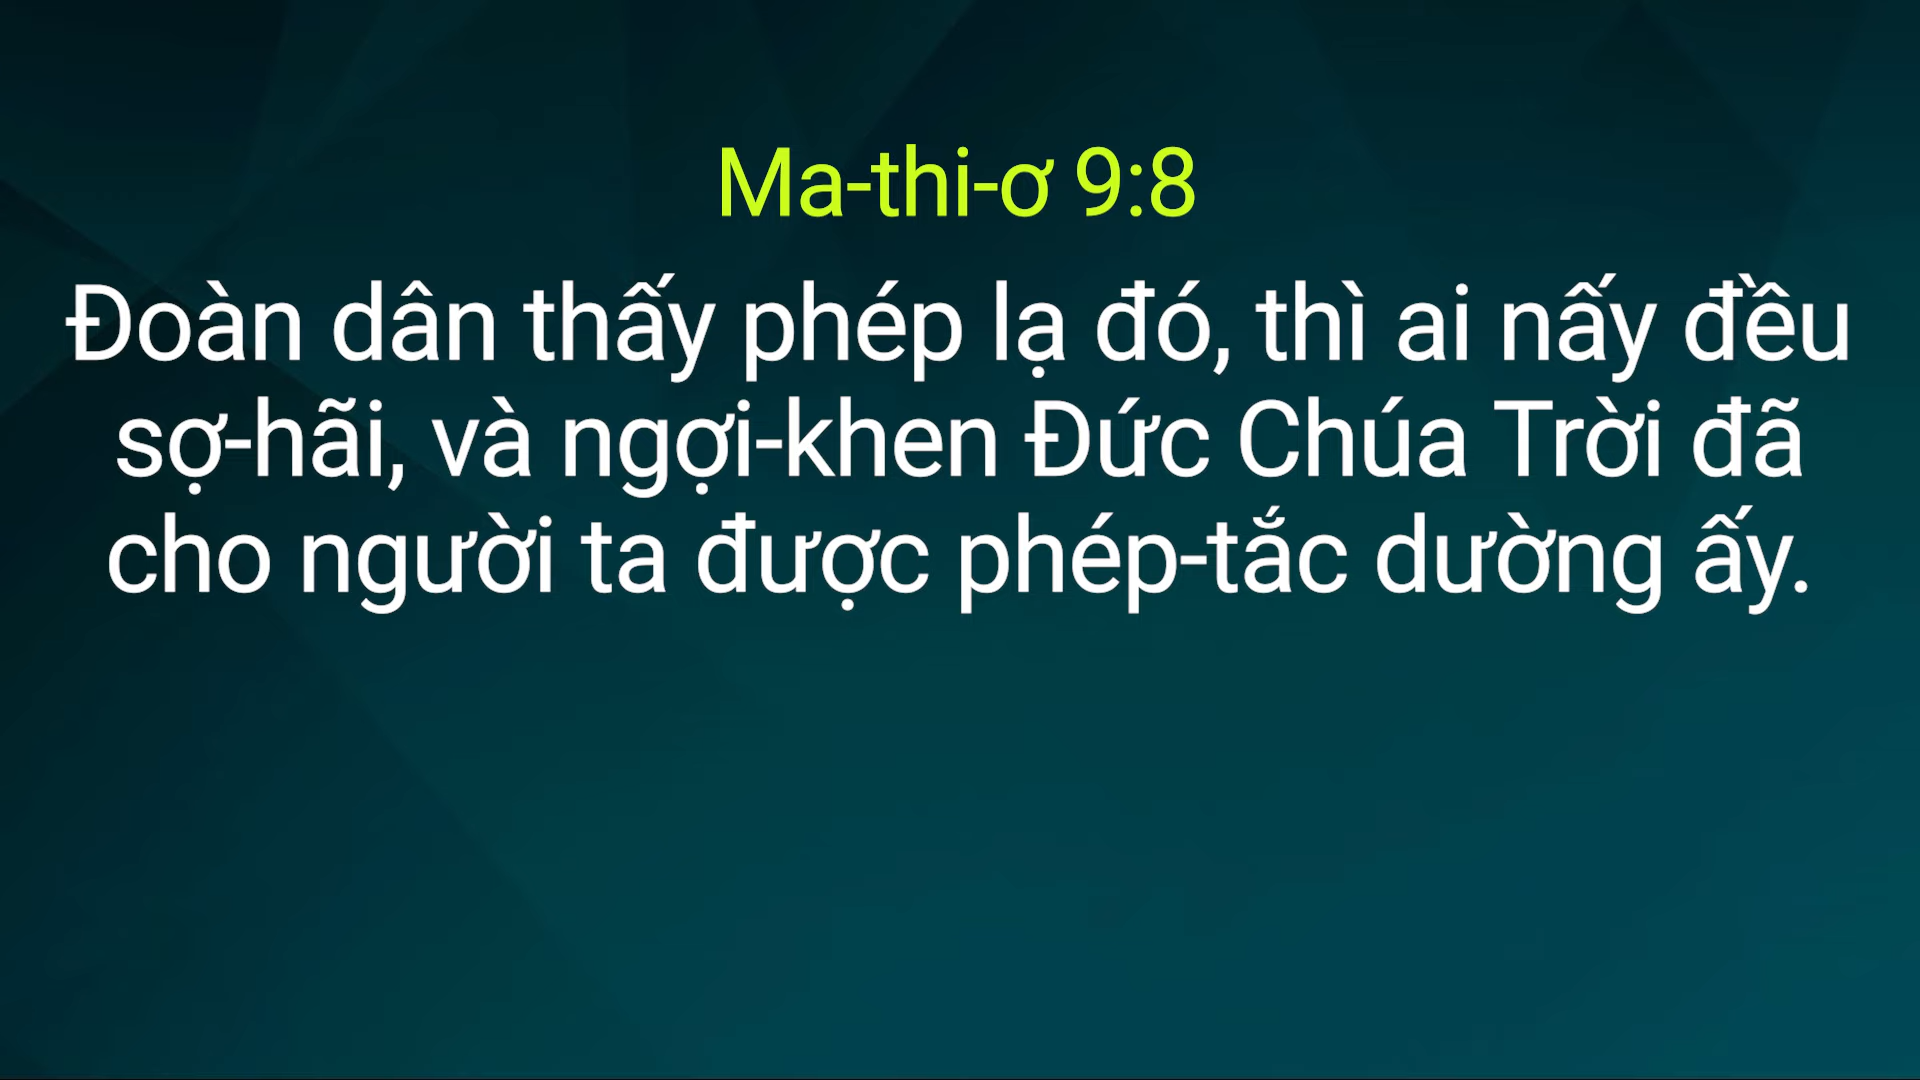 Ma-thi-ơ 9:8
Đoàn dân thấy phép lạ đó, thì ai nấy đều
sợ-hãi, và ngợi-khen Đức Chúa Trời đã
cho người ta được phép-tắc dường ấy.